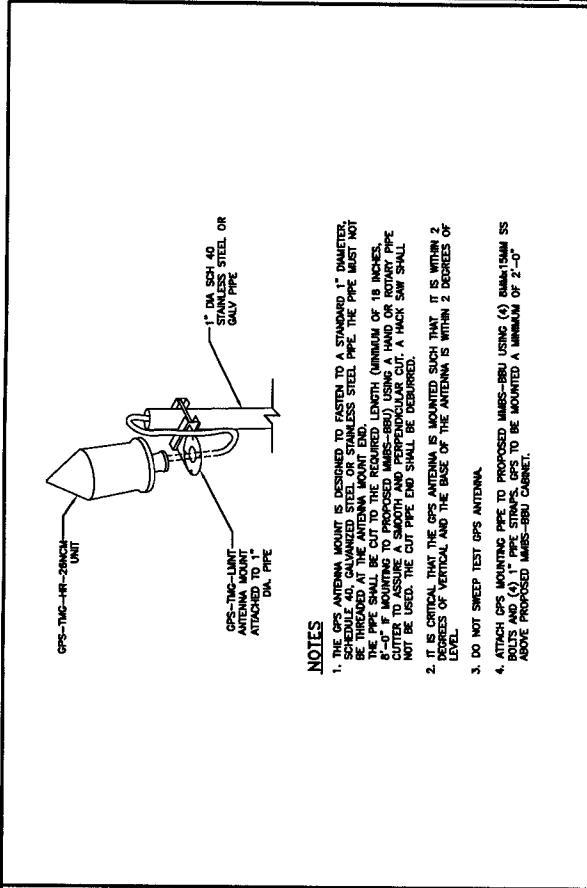 GPS-TMG-HR-26NCM
UNIT
GPS-TMG-LMNT
ANTENNA MOUNT
ATTACHED TO 1"
DIA. PIPE
1" DIA SCH 40
STAINLESS STEEL OR
GALV PIPE
NOTES
1. THE GPS ANTENNA MOUNT IS DESIGNED TO FASTEN TO A STANDARD 1" DIAMETER,
SCHEDULE 40, GALVANIZED STEEL OR STAINLESS STEEL PIPE. THE PIPE MUST NOT
BE THREADED AT THE ANTENNA MOUNT END.
THE PIPE SHALL BE CUT TO THE REQUIRED LENGTH (MINIMUM OF 18 INCHES,
8'-0" IF MOUNTING TO PROPOSED MMBS-BBU) USING A HAND OR ROTARY PIPE
CUTTER TO ASSURE A SMOOTH AND PERPENDICULAR CUT. A HACK SAW SHALL
NOT BE USED. THE CUT PIPE END SHALL BE DEBURRED.
2. IT IS CRITICAL THAT THE GPS ANTENNA IS MOUNTED SUCH THAT IT IS WITHIN 2
DEGREES OF VERTICAL AND THE BASE OF THE ANTENNA IS WITHIN 2 DEGREES OF
LEVEL.
3. DO NOT SWEEP TEST GPS ANTENNA.
4. ATTACH GPS MOUNTING PIPE TO PROPOSED MMBS-BBU USING (4) 8MMx15MM SS
BOLTS AND (4) 1" PIPE STRAPS. GPS TO BE MOUNTED A MINIMUM OF 2'-0"
ABOVE PROPOSED MMBS-BBU CABINET.